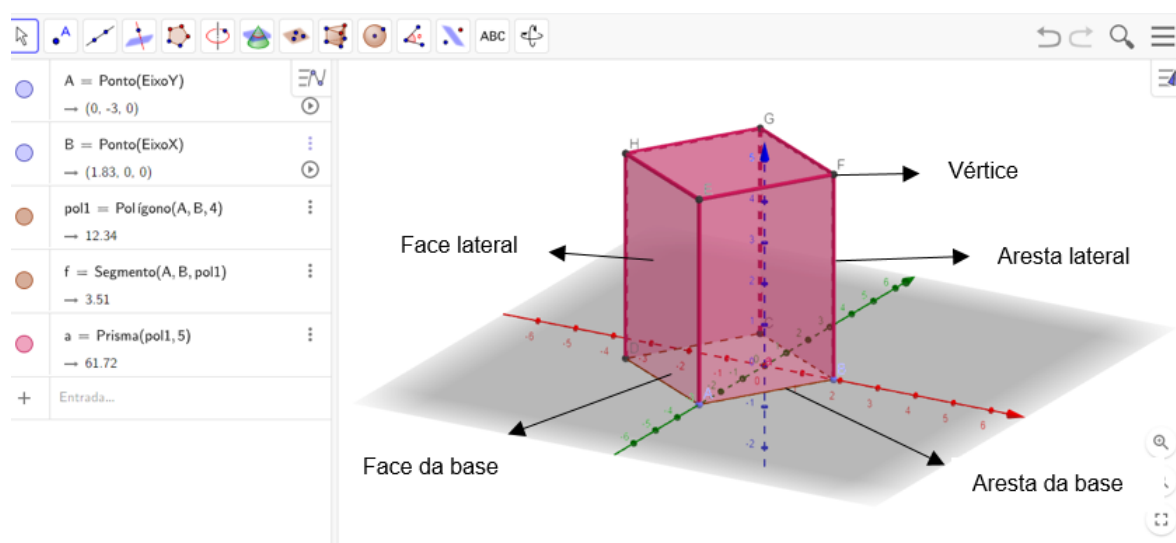 ABC
A = Ponto(EixoY)
→ (0, -3, 0)
B = Ponto(EixoX)
→ (1.83, 0, 0)
pol1 = Polígono(A, B, 4)
→ 12.34
f = Segmento(A, B, pol1)
→ 3.51
a = Prisma(pol1, 5)
→ 61.72
+ Entrada...
G
H
F
Vértice
Face lateral
Aresta lateral
Face da base
Aresta da base